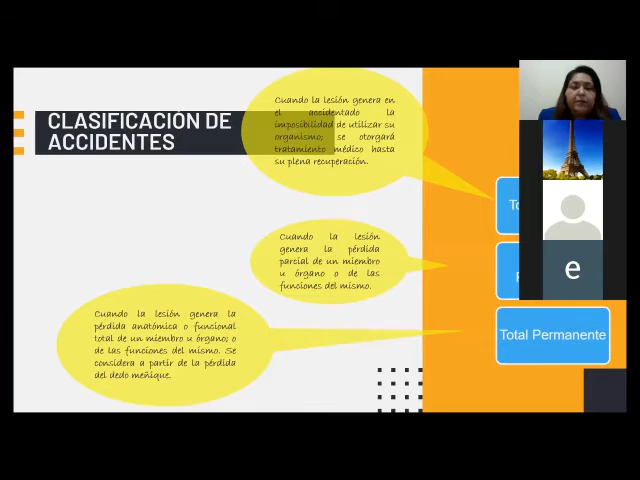 CLASIFICACIÓN DE
ACCIDENTES
Cuando la lesión genera en
el accidentado la
imposibilidad de utilizar su
organismo; se otorgará
tratamiento médico hasta
su plena recuperación.
Cuando la lesión
genera la pérdida
parcial de un miembro
u órgano o de las
funciones del mismo.
Cuando la lesión genera la
pérdida anatómica o funcional
total de un miembro u órgano; o
de las funciones del mismo. Se
considera a partir de la pérdida
del dedo meñique.
e
Total Permanente